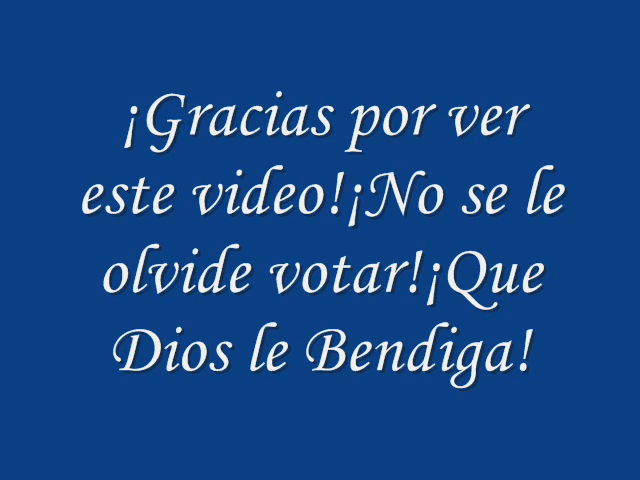 ¡Gracias por ver
este video!¡No se le
olvide votar!¡Que
Dios le Bendiga!